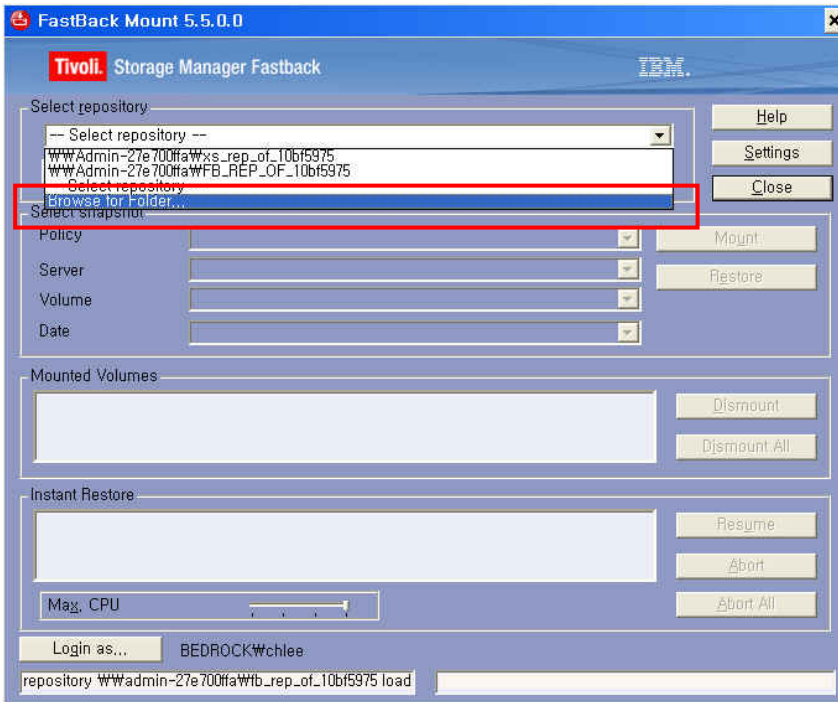 FastBack Mount 5.5.0.0
Tivoli. Storage Manager Fastback
IBM.
Select repository
-- Select repository --
₩₩Admin-27e700ffa₩xs_rep_of_10bf5975
₩₩Admin-27e700ffa₩FB_REP_OF_10bf5975
-- Select repository --
Browse for Folder...
Help
Settings
Close
Select snapshot
Policy
Mount
Server
Restore
Volume
Date
Mounted Volumes
Dismount
Dismount All
Instant Restore
Resume
Abort
Max. CPU
Abort All
Login as...
BEDROCK₩chlee
repository ₩₩admin-27e700ffa₩fb_rep_of_10bf5975 load